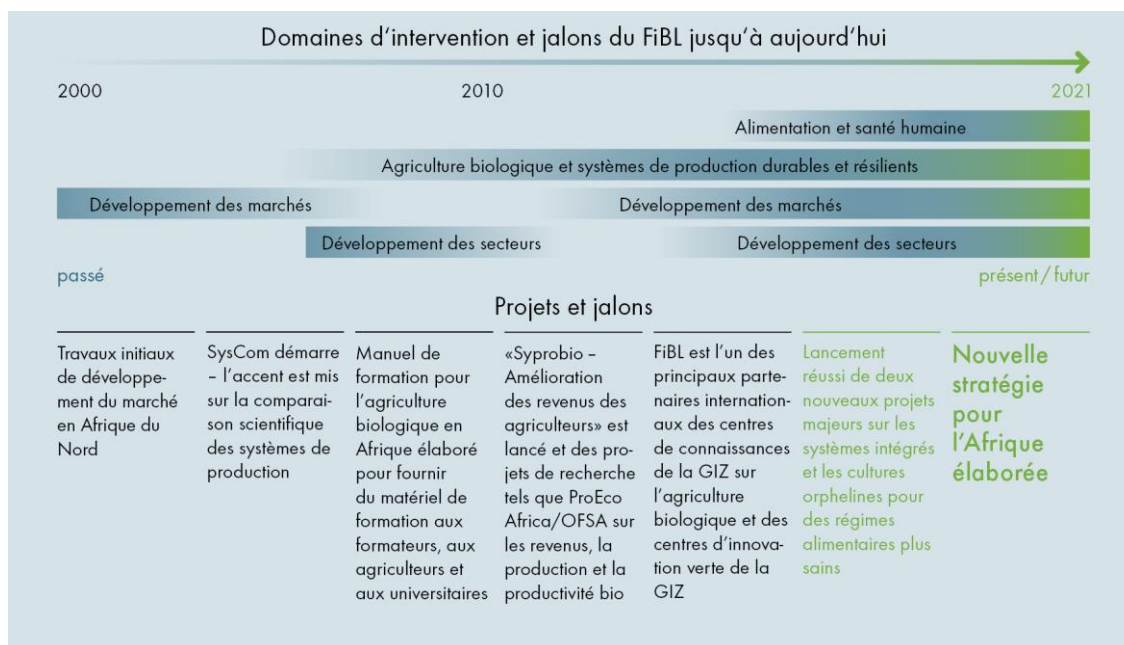 Domaines d‘intervention et jalons du FiBL jusqu‘à aujourd‘hui
2000
2010
2021
Alimentation et santé humaine
Agriculture biologique et systèmes de production durables et résilients
Développement des marchés
Développement des marchés
Développement des secteurs
Développement des secteurs
passé
présent/futur
Projets et jalons
Travaux initiaux
de développe-
ment du marché
en Afrique du
Nord
SysCom démarre
– l’accent est mis
sur la comparai-
son scientifique
des systèmes de
production
Manuel de
formation pour
l’agriculture
biologique en
Afrique élaboré
pour fournir
du matériel de
formation aux
formateurs, aux
agriculteurs et
aux universitaires
«Syprobio –
Amélioration
des revenus des
agriculteurs» est
lancé et des pro-
jets de recherche
tels que ProEco
Africa/OFSA sur
les revenus, la
production et la
productivité bio
FiBL est l’un des
principaux parte-
naires internation-
aux des centres
de connaissances
de la GIZ sur
l’agriculture
biologique et des
centres d’innova-
tion verte de la
GIZ
Lancement
réussi de deux
nouveaux projets
majeurs sur les
systèmes intégrés
et les cultures
orphelines pour
des régimes
alimentaires plus
sains
Nouvelle
stratégie
pour
l’Afrique
élaborée